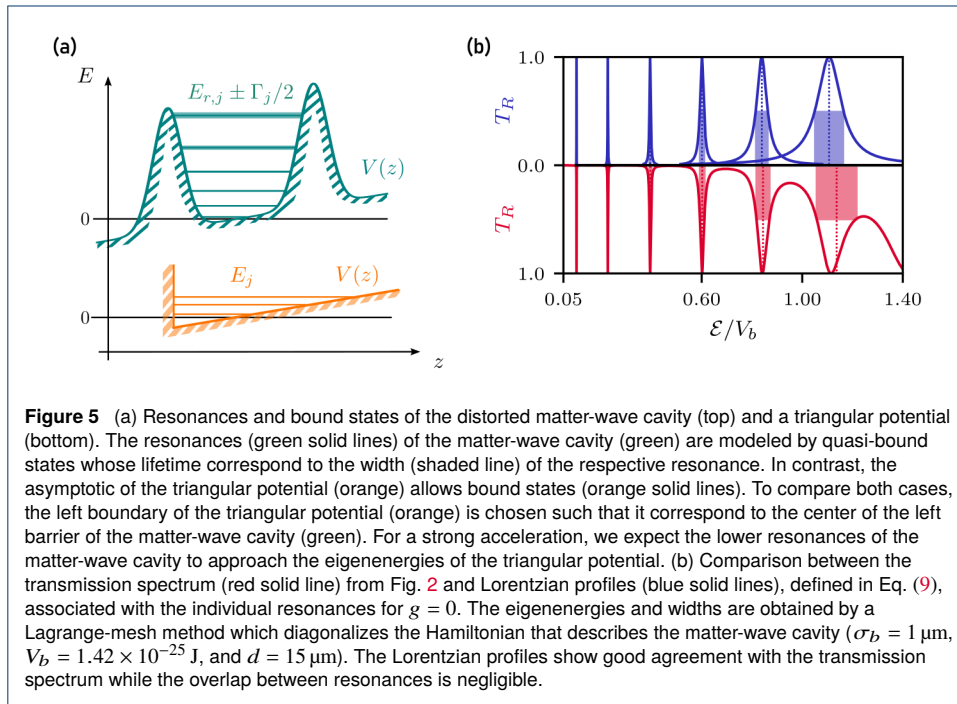 (a)
E
E_{r,j} ± Γ_j/2
V(z)
0
E_j
V(z)
0
z
(b)
1.0
T_R
0.0
T_R
1.0
0.05
0.60
1.00
1.40
ℰ/V_b
Figure 5 (a) Resonances and bound states of the distorted matter-wave cavity (top) and a triangular potential
(bottom). The resonances (green solid lines) of the matter-wave cavity (green) are modeled by quasi-bound
states whose lifetime correspond to the width (shaded line) of the respective resonance. In contrast, the
asymptotic of the triangular potential (orange) allows bound states (orange solid lines). To compare both cases,
the left boundary of the triangular potential (orange) is chosen such that it correspond to the center of the left
barrier of the matter-wave cavity (green). For a strong acceleration, we expect the lower resonances of the
matter-wave cavity to approach the eigenenergies of the triangular potential. (b) Comparison between the
transmission spectrum (red solid line) from Fig. 2 and Lorentzian profiles (blue solid lines), defined in Eq. (9),
associated with the individual resonances for g = 0. The eigenenergies and widths are obtained by a
Lagrange-mesh method which diagonalizes the Hamiltonian that describes the matter-wave cavity (σ_b = 1 μm,
V_b = 1.42 × 10⁻²⁵ J, and d = 15 μm). The Lorentzian profiles show good agreement with the transmission
spectrum while the overlap between resonances is negligible.